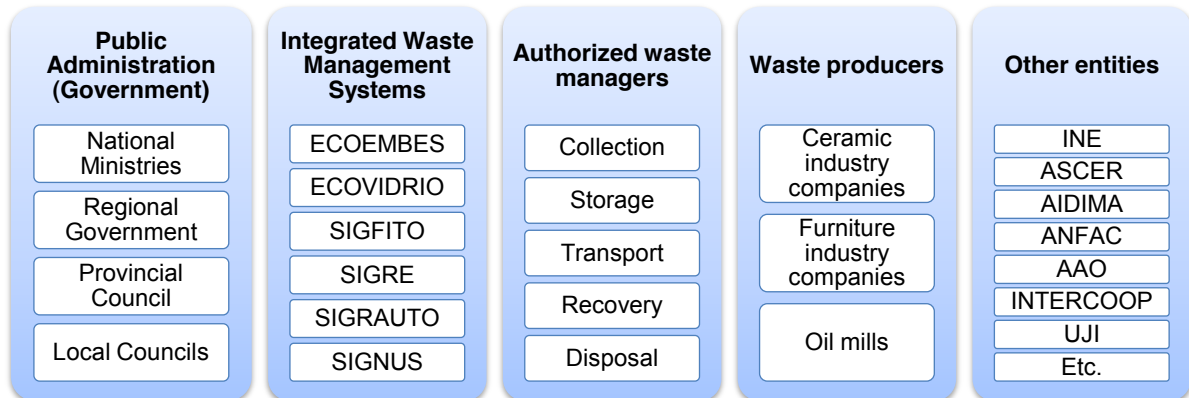 Public
Administration
(Government)
National
Ministries
Regional
Government
Provincial
Council
Local Councils
Integrated Waste
Management
Systems
ECOEMBES
ECOVIDRIO
SIGFITO
SIGRE
SIGRAUTO
SIGNUS
Authorized waste
managers
Collection
Storage
Transport
Recovery
Disposal
Waste producers
Ceramic
industry
companies
Furniture
industry
companies
Oil mills
Other entities
INE
ASCER
AIDIMA
ANFAC
AAO
INTERCOOP
UJI
Etc.